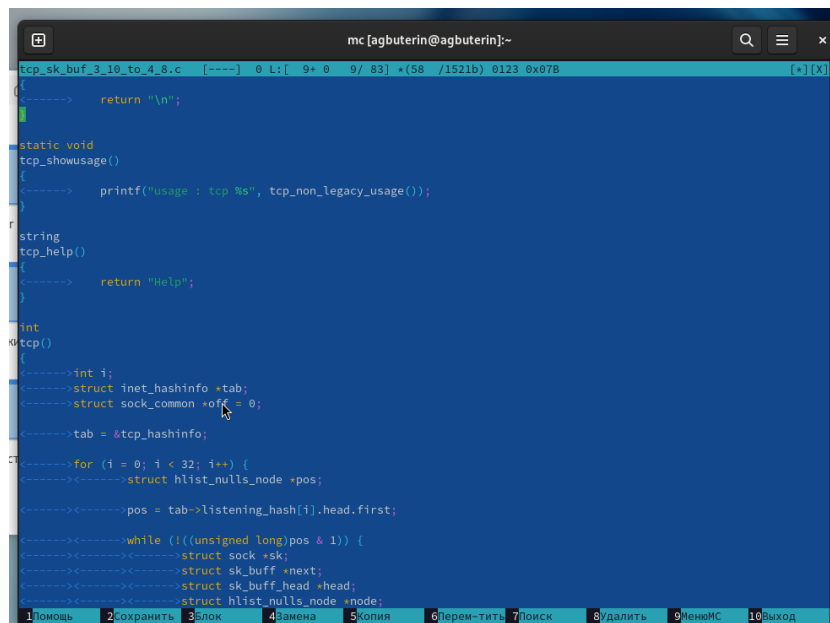 mc [agbuterin@agbuterin]:~
tcp_sk_buf_3_10_to_4_8.c [----] 0 L:[ 9+ 0 9/ 83] *(58 /1521b) 0123 0x07B [*][X]
{
<------> return "\n";
}
static void
tcp_showusage()
{
<------> printf("usage : tcp %s", tcp_non_legacy_usage());
}
string
tcp_help()
{
<------> return "Help";
}
int
tcp()
{
<------>int i;
<------>struct inet_hashinfo *tab;
<------>struct sock_common *off = 0;
<------>tab = &tcp_hashinfo;
<------>for (i = 0; i < 32; i++) {
<------><------>struct hlist_nulls_node *pos;
<------><------>pos = tab->listening_hash[i].head.first;
<------><------>while (!((unsigned long)pos & 1)) {
<------><------><------>struct sock *sk;
<------><------><------>struct sk_buff *next;
<------><------><------>struct sk_buff_head *head;
<------><------><------>struct hlist_nulls_node *node;
1Помощь 2Сохранить 3Блок 4Замена 5Копия 6Перем~тить 7Поиск 8Удалить 9МенюMC 10Выход